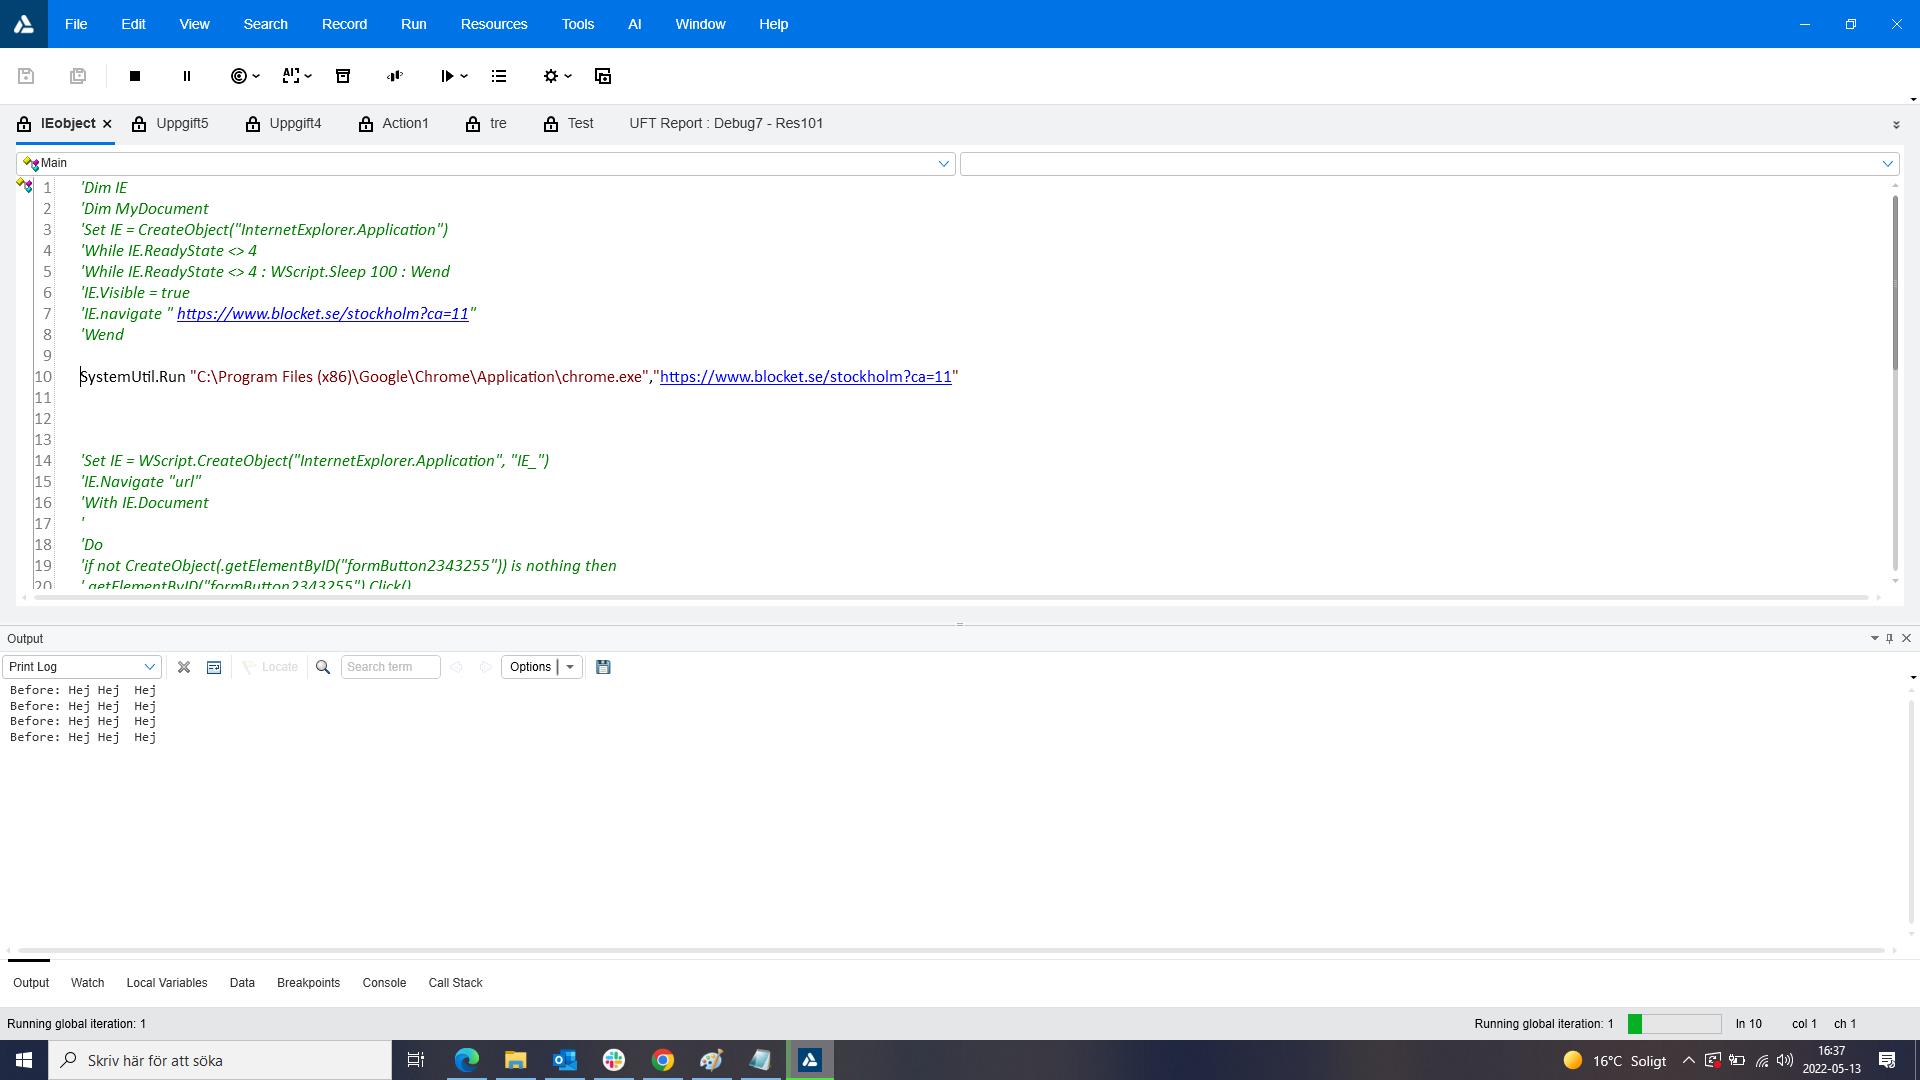 File Edit View Search Record Run Resources Tools AI Window Help
IEobject Uppgift5 Uppgift4 Action1 tre Test UFT Report : Debug7 - Res101
Main
1 'Dim IE
2 'Dim MyDocument
3 'Set IE = CreateObject("InternetExplorer.Application")
4 'While IE.ReadyState <> 4
5 'While IE.ReadyState <> 4 : WScript.Sleep 100 : Wend
6 'IE.Visible = true
7 'IE.navigate " https://www.blocket.se/stockholm?ca=11"
8 'Wend
9
10 SystemUtil.Run "C:\Program Files (x86)\Google\Chrome\Application\chrome.exe","https://www.blocket.se/stockholm?ca=11"
11
12
13
14 'Set IE = WScript.CreateObject("InternetExplorer.Application", "IE_")
15 'IE.Navigate "url"
16 'With IE.Document
17 '
18 'Do
19 'if not CreateObject(.getElementByID("formButton2343255")) is nothing then
20 ' .getElementByID("formButton2343255").Click()
Output
Print Log Locate Search term Options
Before: Hej Hej  Hej
Before: Hej Hej  Hej
Before: Hej Hej  Hej
Before: Hej Hej  Hej
Output Watch Local Variables Data Breakpoints Console Call Stack
Running global iteration: 1 Running global iteration: 1 ln 10 col 1 ch 1
Skriv här för att söka 16°C Soligt 16:37
2022-05-13